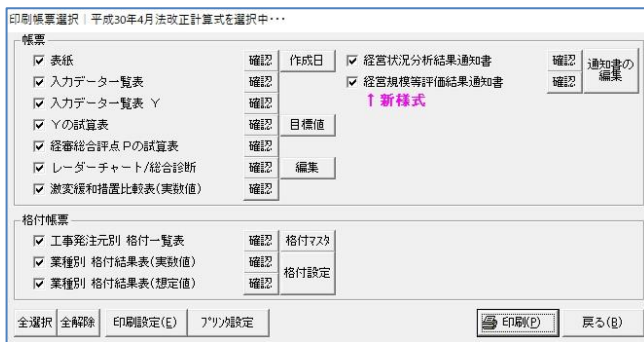 印刷帳票選択｜平成30年4月法改正計算式を選択中･･･
帳票
表紙 確認 作成日
入力データ一覧表 確認
入力データ一覧表 Y 確認
Yの試算表 確認 目標値
経審総合評点Pの試算表 確認
レーダーチャート/総合診断 確認 編集
激変緩和措置比較表(実数値) 確認
経営状況分析結果通知書 確認 通知書の編集
経営規模等評価結果通知書 確認
↑新様式
格付帳票
工事発注元別 格付一覧表 確認 格付マスタ
業種別 格付結果表(実数値) 確認 格付設定
業種別 格付結果表(想定値) 確認
全選択 全解除 印刷設定(E) プリンタ設定 印刷(P) 戻る(B)